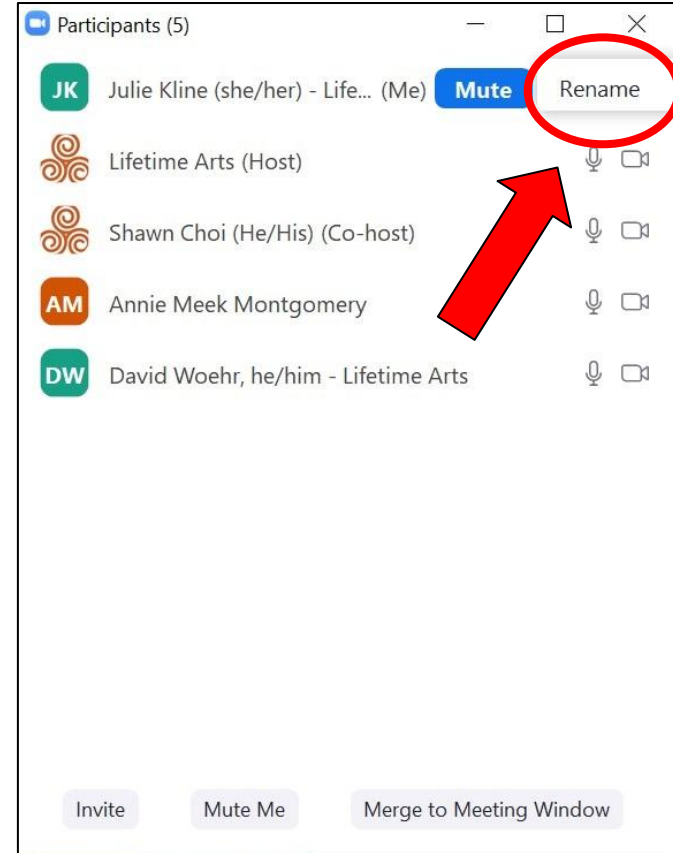 Participants (5)
JK Julie Kline (she/her) - Life... (Me) Mute Rename
Lifetime Arts (Host)
Shawn Choi (He/His) (Co-host)
AM Annie Meek Montgomery
DW David Woehr, he/him - Lifetime Arts
Invite Mute Me Merge to Meeting Window